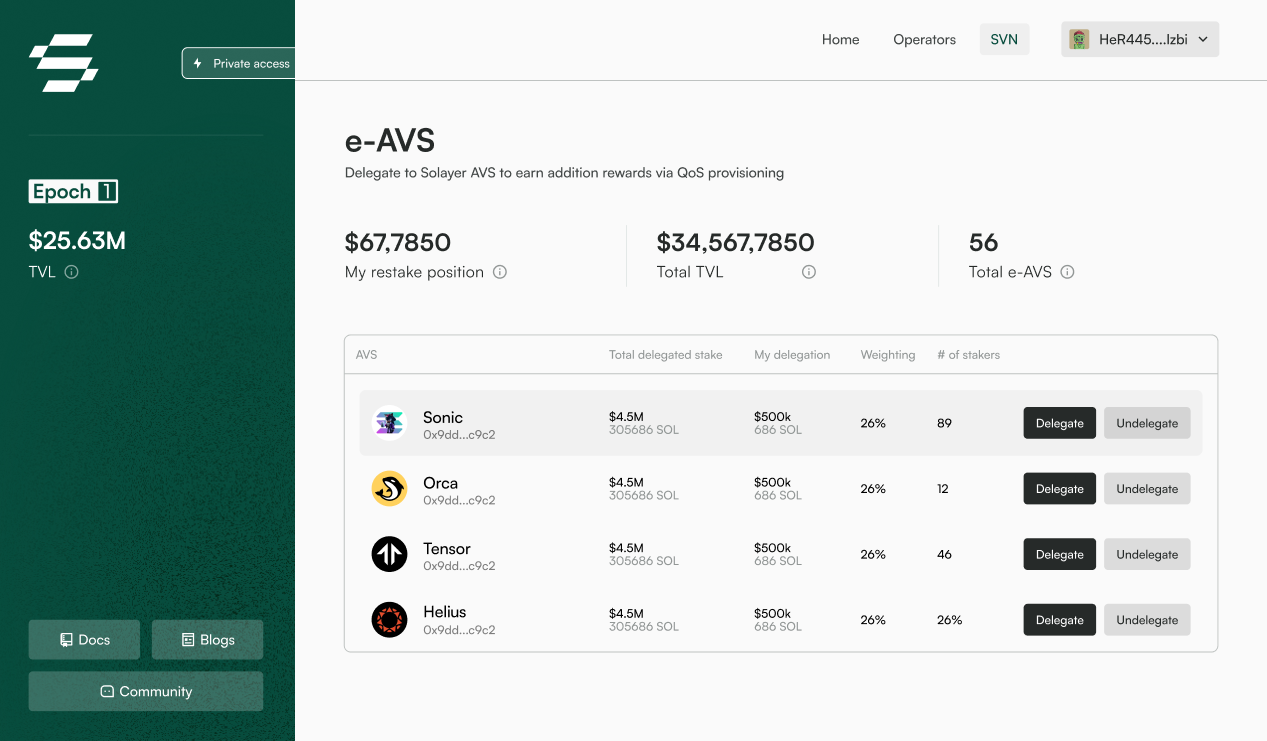 Private access
Home Operators SVN HeR445....lzbi
Epoch 1
$25.63M
TVL
e-AVS
Delegate to Solayer AVS to earn addition rewards via QoS provisioning
$67,7850 $34,567,7850 56
My restake position Total TVL Total e-AVS
AVS Total delegated stake My delegation Weighting # of stakers
Sonic $4.5M $500k 26% 89 Delegate Undelegate
0x9dd...c9c2 305686 SOL 686 SOL
Orca $4.5M $500k 26% 12 Delegate Undelegate
0x9dd...c9c2 305686 SOL 686 SOL
Tensor $4.5M $500k 26% 46 Delegate Undelegate
0x9dd...c9c2 305686 SOL 686 SOL
Helius $4.5M $500k 26% 26% Delegate Undelegate
0x9dd...c9c2 305686 SOL 686 SOL
Docs Blogs
Community